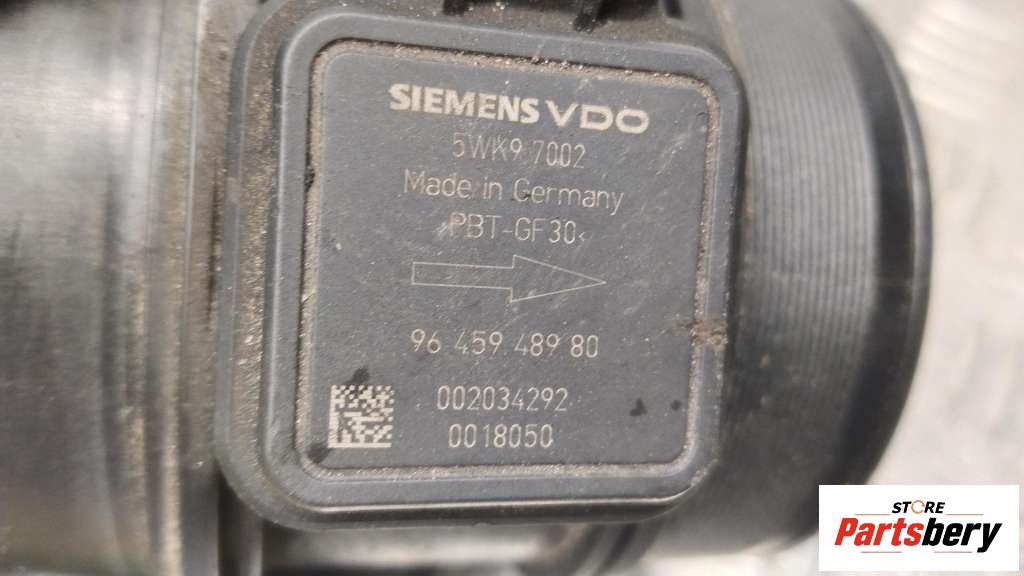 SIEMENS VDO
5WK9 7002
Made in Germany
>PBT-GF30<
96 459 489 80
002034292
0018050
STORE
Partsbery